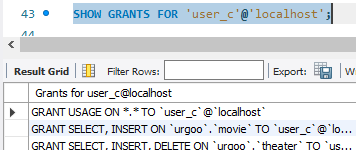 43 SHOW GRANTS FOR 'user_c'@'localhost';
44
Result Grid Filter Rows: Export:
Grants for user_c@localhost
GRANT USAGE ON *.* TO `user_c`@`localhost`
GRANT SELECT, INSERT ON `urgoo`.`movie` TO `user_c`@`lo...
GRANT SELECT, INSERT, DELETE ON `urgoo`.`theater` TO `us...